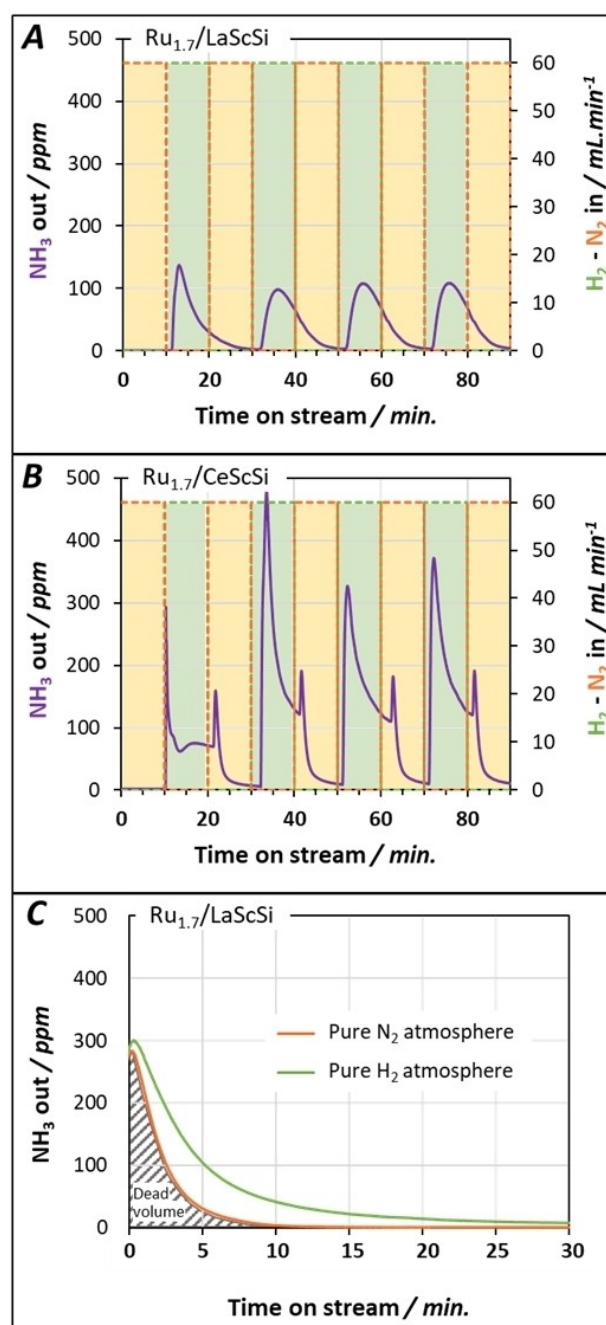 A
Ru1.7/LaScSi
500
400
300
200
100
0
NH3 out / ppm
60
50
40
30
20
10
0
H2 - N2 in / mL.min-1
0 20 40 60 80
Time on stream / min.
B
Ru1.7/CeScSi
500
400
300
200
100
0
NH3 out / ppm
60
50
40
30
20
10
0
H2 - N2 in / mL.min-1
0 20 40 60 80
Time on stream / min.
C
Ru1.7/LaScSi
500
400
300
200
100
0
NH3 out / ppm
Pure N2 atmosphere
Pure H2 atmosphere
Dead
volume
0 5 10 15 20 25 30
Time on stream / min.